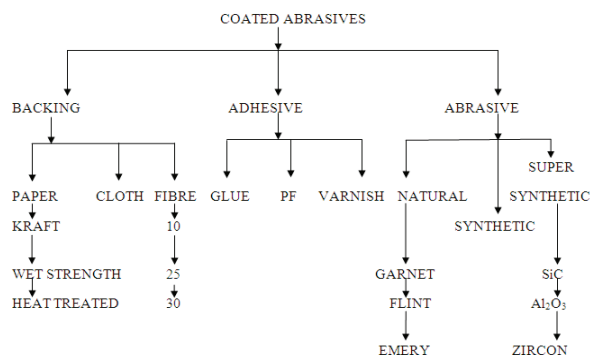 COATED ABRASIVES
BACKING ADHESIVE ABRASIVE
SUPER
PAPER CLOTH FIBRE GLUE PF VARNISH NATURAL SYNTHETIC
KRAFT 10 SYNTHETIC
WET STRENGTH 25 GARNET SiC
HEAT TREATED 30 FLINT Al₂O₃
EMERY ZIRCON